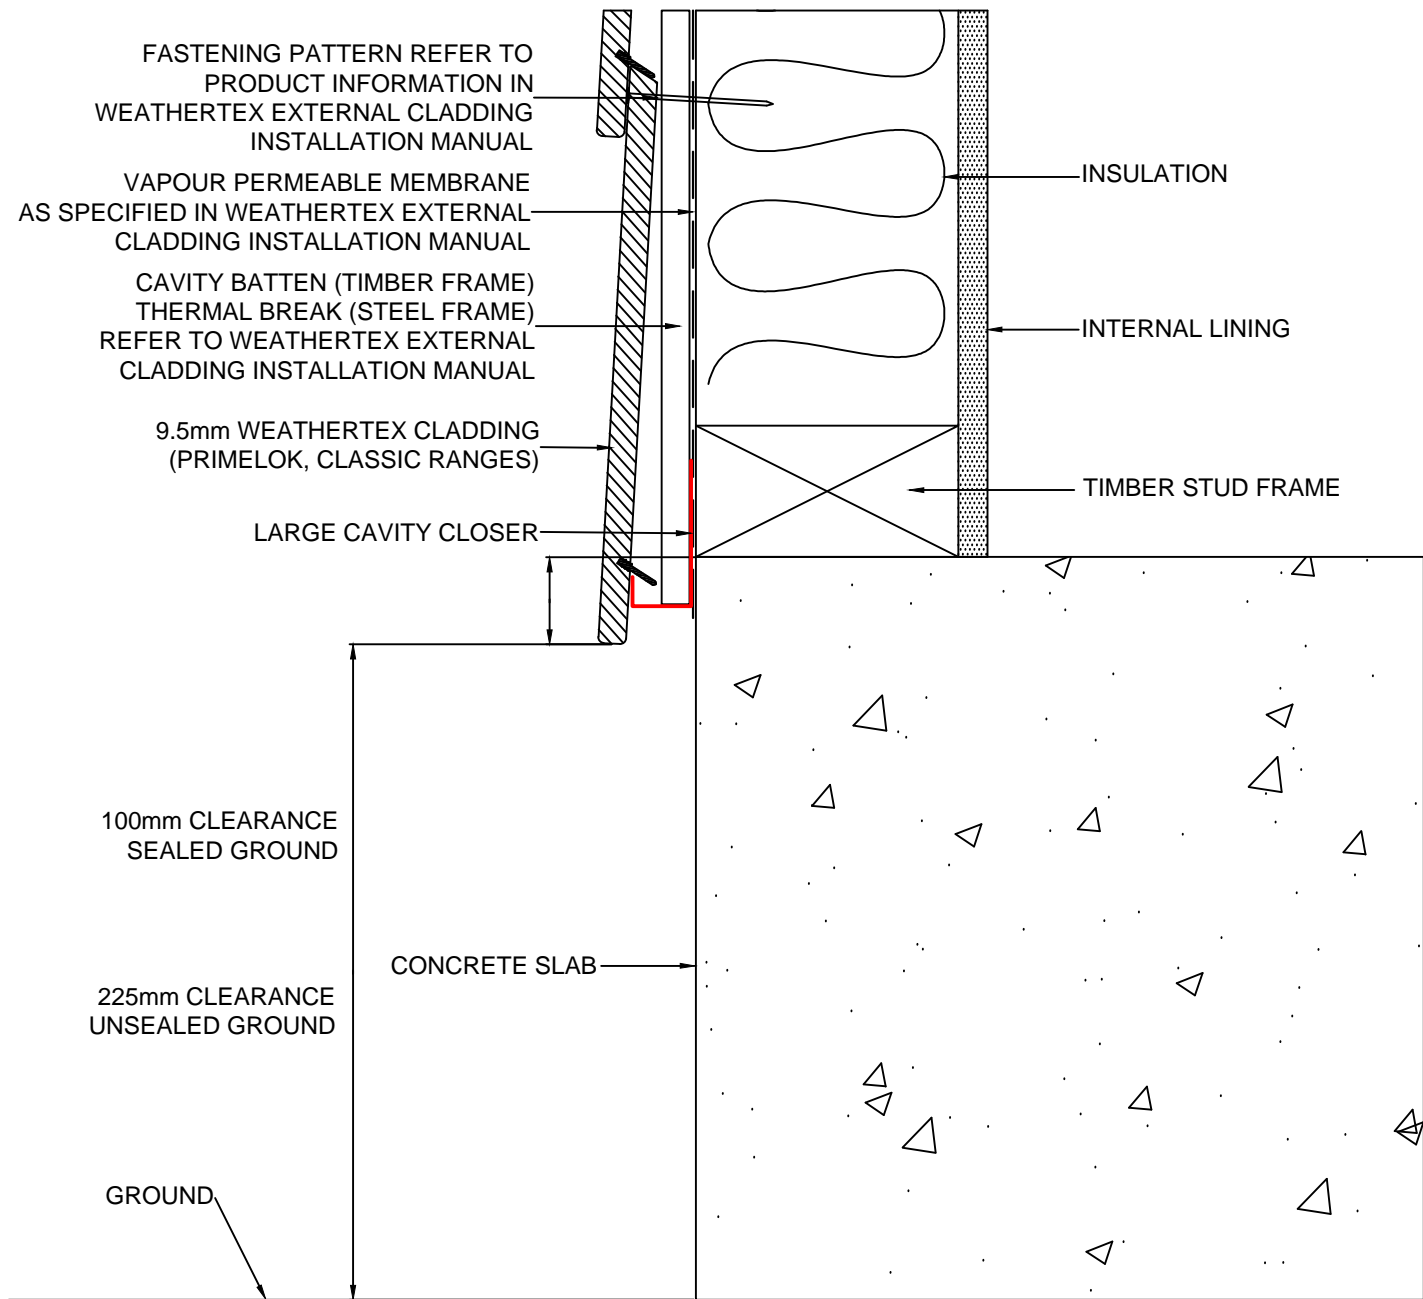 FASTENING PATTERN REFER TO
PRODUCT INFORMATION IN
WEATHERTEX EXTERNAL CLADDING
INSTALLATION MANUAL
VAPOUR PERMEABLE MEMBRANE
AS SPECIFIED IN WEATHERTEX EXTERNAL
CLADDING INSTALLATION MANUAL
CAVITY BATTEN (TIMBER FRAME)
THERMAL BREAK (STEEL FRAME)
REFER TO WEATHERTEX EXTERNAL
CLADDING INSTALLATION MANUAL
9.5mm WEATHERTEX CLADDING
(PRIMELOK, CLASSIC RANGES)
LARGE CAVITY CLOSER
INSULATION
INTERNAL LINING
TIMBER STUD FRAME
100mm CLEARANCE
SEALED GROUND
CONCRETE SLAB
225mm CLEARANCE
UNSEALED GROUND
GROUND